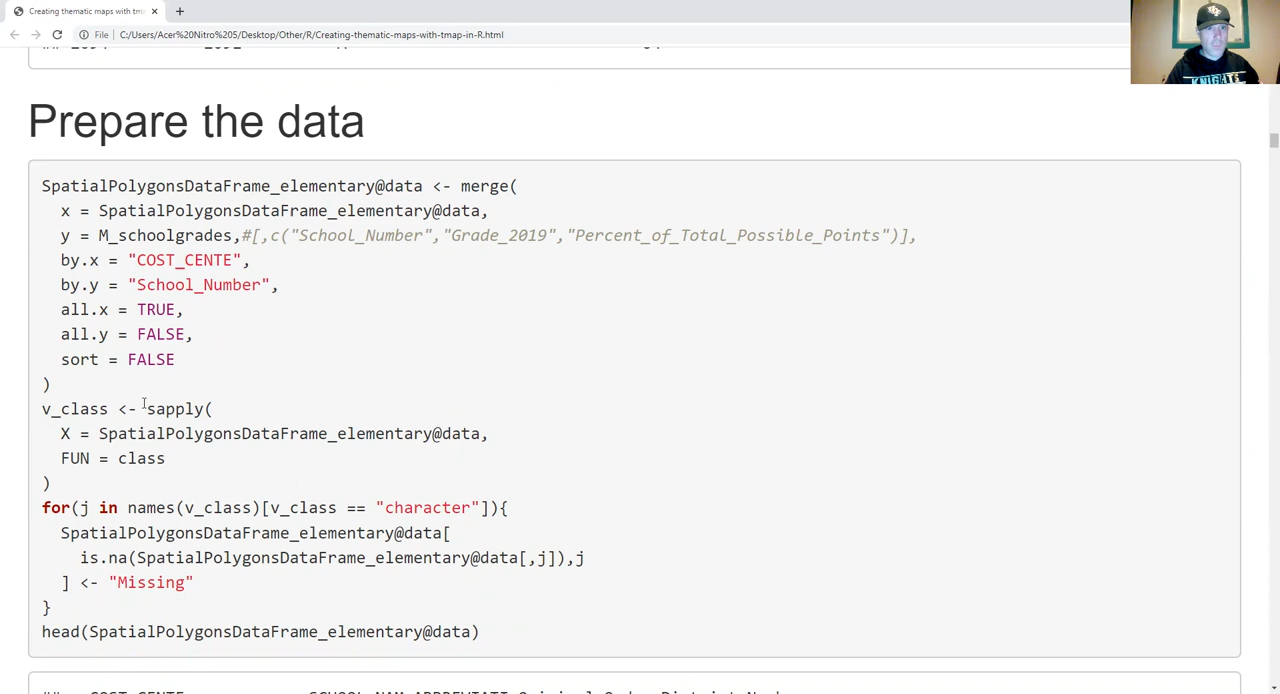 Creating thematic maps with tma
File C:/Users/Acer%20Nitro%205/Desktop/Other/R/Creating-thematic-maps-with-tmap-in-R.html
Prepare the data
SpatialPolygonsDataFrame_elementary@data <- merge(
x = SpatialPolygonsDataFrame_elementary@data,
y = M_schoolgrades,#[,c("School_Number","Grade_2019","Percent_of_Total_Possible_Points")],
by.x = "COST_CENTE",
by.y = "School_Number",
all.x = TRUE,
all.y = FALSE,
sort = FALSE
)
v_class <- sapply(
X = SpatialPolygonsDataFrame_elementary@data,
FUN = class
)
for(j in names(v_class)[v_class == "character"]){
SpatialPolygonsDataFrame_elementary@data[
is.na(SpatialPolygonsDataFrame_elementary@data[,j]),j
] <- "Missing"
}
head(SpatialPolygonsDataFrame_elementary@data)
KNIGHTS